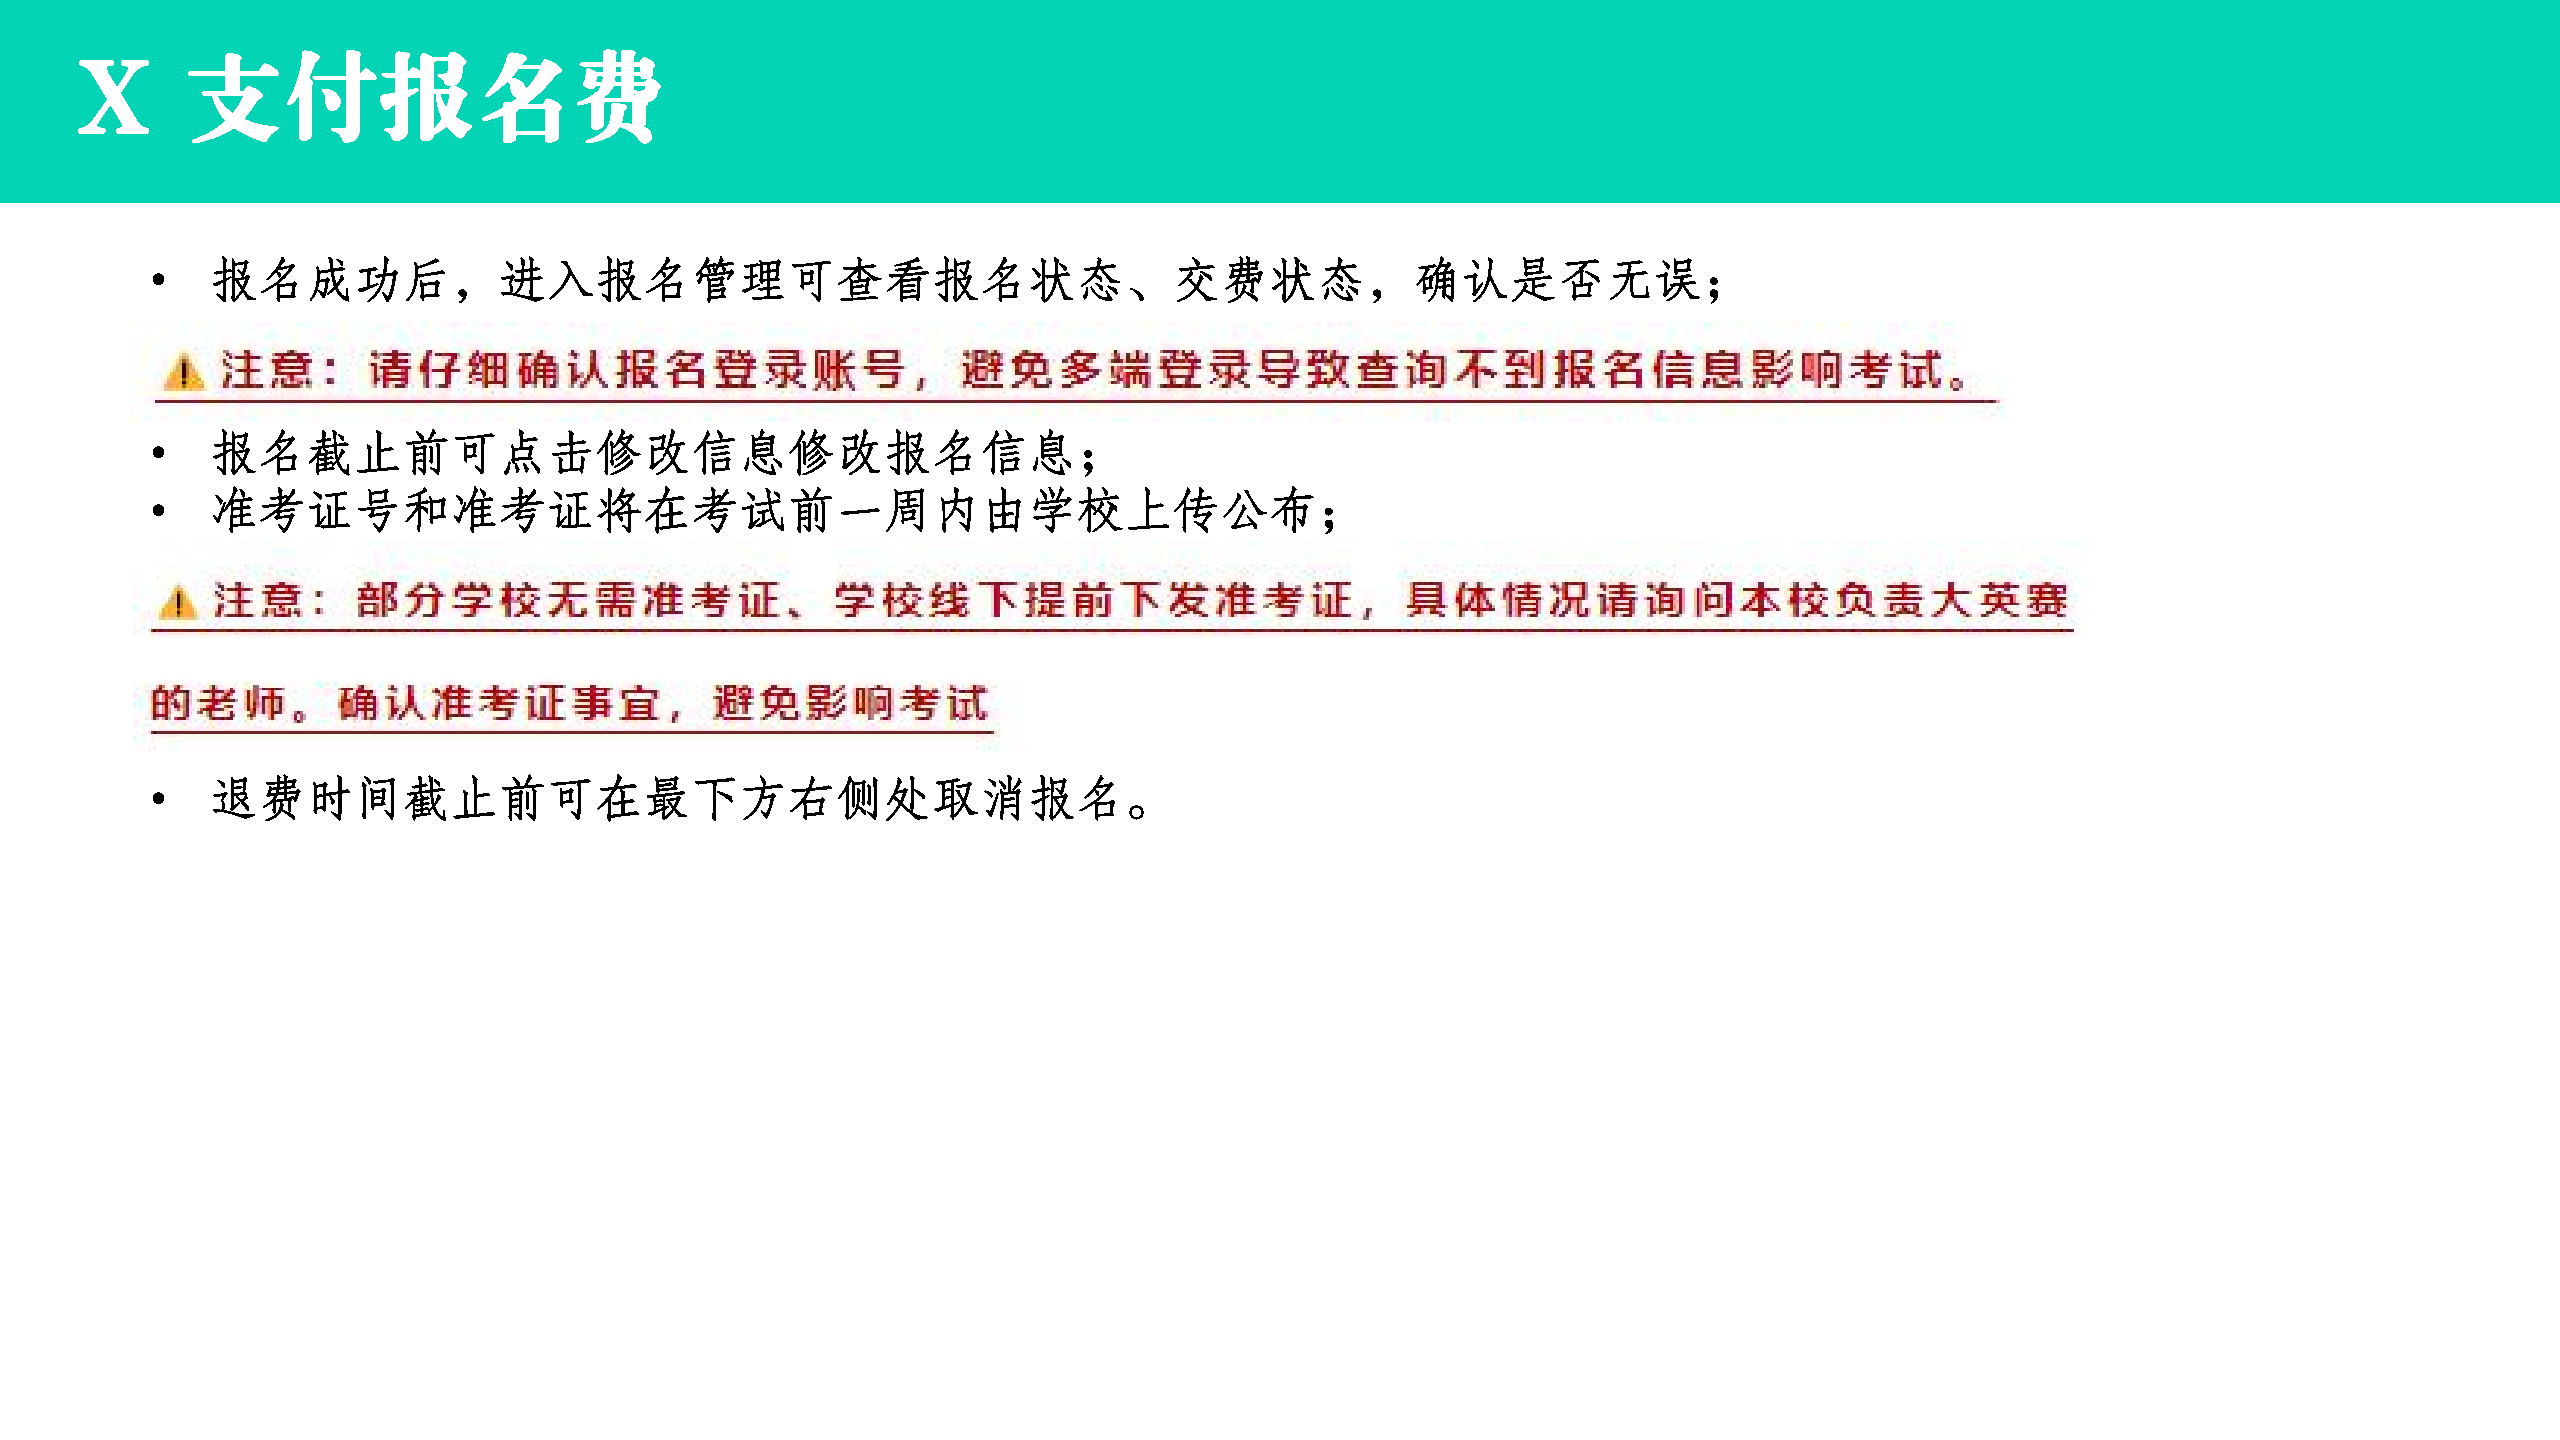 X 支付报名费
• 报名成功后，进入报名管理可查看报名状态、交费状态，确认是否无误；
⚠ 注意：请仔细确认报名登录账号，避免多端登录导致查询不到报名信息影响考试。
• 报名截止前可点击修改信息修改报名信息；
• 准考证号和准考证将在考试前一周内由学校上传公布；
⚠ 注意：部分学校无需准考证、学校线下提前下发准考证，具体情况请询问本校负责大英赛
的老师。确认准考证事宜，避免影响考试
• 退费时间截止前可在最下方右侧处取消报名。